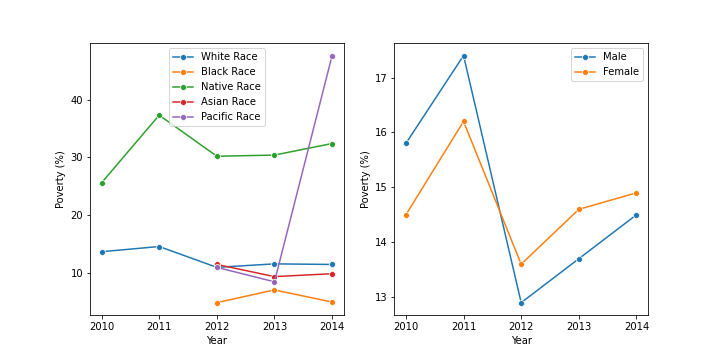 White Race
Black Race
Native Race
Asian Race
Pacific Race
Poverty (%)
40
30
20
10
2010 2011 2012 2013 2014
Year
Male
Female
Poverty (%)
17
16
15
14
13
2010 2011 2012 2013 2014
Year